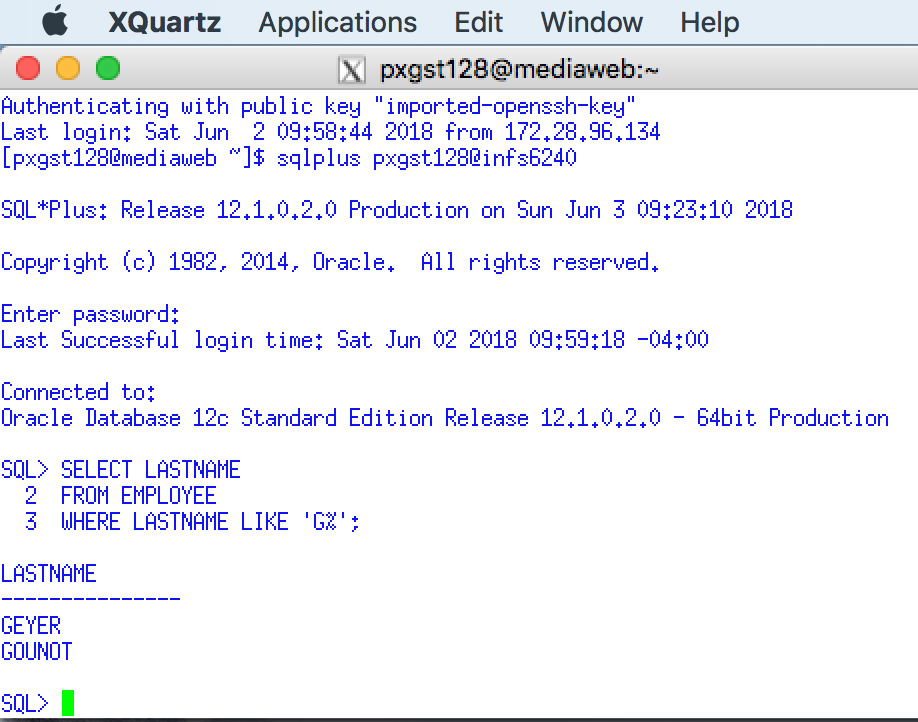 XQuartz Applications Edit Window Help
X pxgst128@mediaweb:~
Authenticating with public key "imported-openssh-key"
Last login: Sat Jun  2 09:58:44 2018 from 172.28.96.134
[pxgst128@mediaweb ~]$ sqlplus pxgst128@infs6240
SQL*Plus: Release 12.1.0.2.0 Production on Sun Jun 3 09:23:10 2018
Copyright (c) 1982, 2014, Oracle.  All rights reserved.
Enter password:
Last Successful login time: Sat Jun 02 2018 09:59:18 -04:00
Connected to:
Oracle Database 12c Standard Edition Release 12.1.0.2.0 - 64bit Production
SQL> SELECT LASTNAME
  2  FROM EMPLOYEE
  3  WHERE LASTNAME LIKE 'G%';
LASTNAME
---------------
GEYER
GOUNOT
SQL>